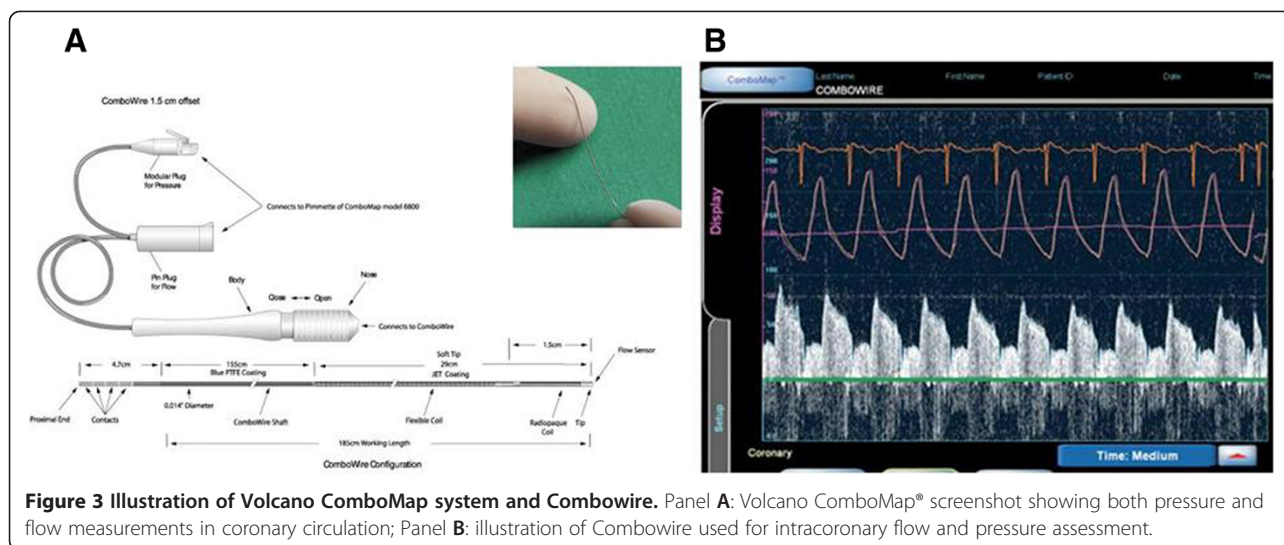 A
B
ComboWire 1.5 cm offset
Modular Plug
for Pressure
Connects to Pimmette of ComboMap model 6800
Pin Plug
for Flow
Body
Close
Open
Nose
Connects to ComboWire
4.7cm
155cm
Blue PTFE Coating
Soft Tip
29cm
JET Coating
1.5cm
Flow Sensor
Proximal End
Contacts
0.014" Diameter
ComboWire Shaft
Flexible Coil
Radiopaque
Coil
Tip
185cm Working Length
ComboWire Configuration
ComboMap™
Last Name
First Name
Patient ID
Date
Time
COMBOWIRE
Display
Setup
Coronary
Time: Medium
Figure 3 Illustration of Volcano ComboMap system and Combowire. Panel A: Volcano ComboMap® screenshot showing both pressure and
flow measurements in coronary circulation; Panel B: illustration of Combowire used for intracoronary flow and pressure assessment.